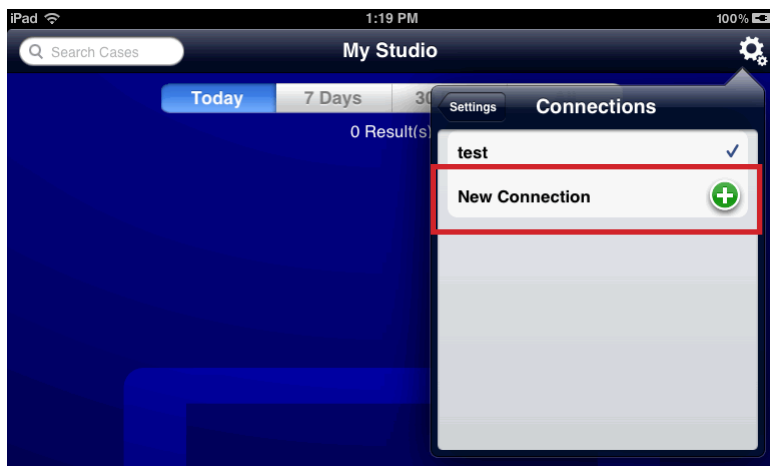 iPad 1:19 PM 100%
Search Cases My Studio
Today 7 Days 30
Settings Connections
0 Result(s)
test
New Connection